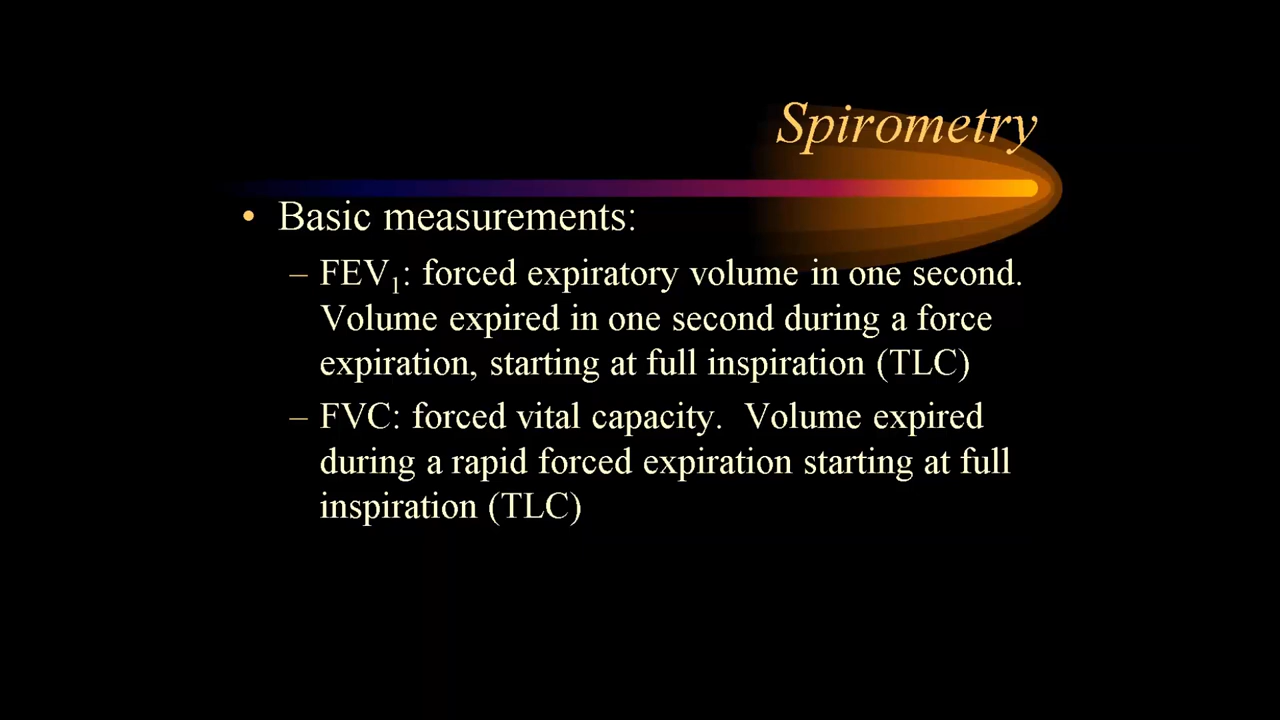 Spirometry
• Basic measurements:
– FEV₁: forced expiratory volume in one second.
Volume expired in one second during a force
expiration, starting at full inspiration (TLC)
– FVC: forced vital capacity.  Volume expired
during a rapid forced expiration starting at full
inspiration (TLC)